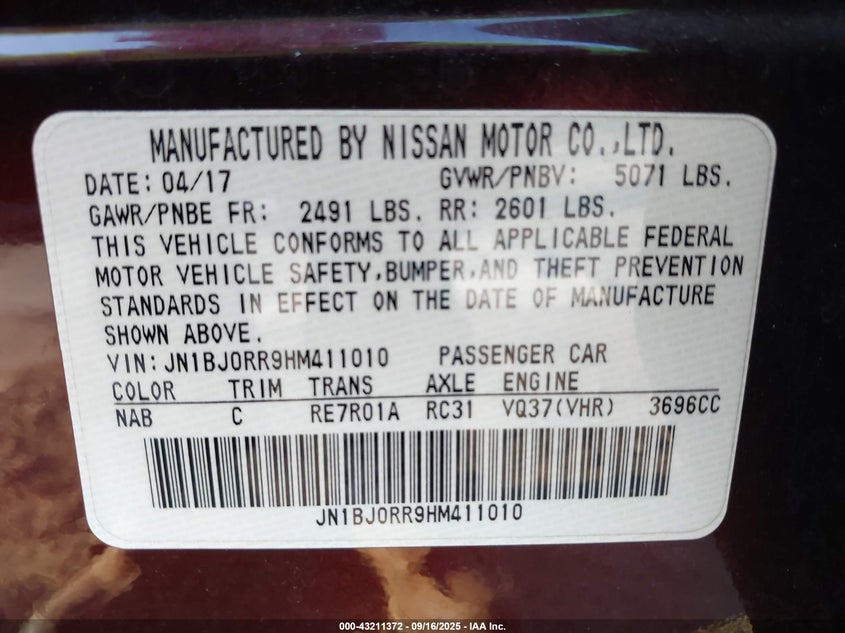 MANUFACTURED BY NISSAN MOTOR CO.,LTD.
DATE: 04/17 GVWR/PNBV: 5071 LBS.
GAWR/PNBE FR: 2491 LBS. RR: 2601 LBS.
THIS VEHICLE CONFORMS TO ALL APPLICABLE FEDERAL
MOTOR VEHICLE SAFETY,BUMPER,AND THEFT PREVENTION
STANDARDS IN EFFECT ON THE DATE OF MANUFACTURE
SHOWN ABOVE.
VIN:JN1BJ0RR9HM411010 PASSENGER CAR
COLOR TRIM TRANS AXLE ENGINE
NAB C RE7R01A RC31 VQ37(VHR) 3696CC
JN1BJ0RR9HM411010
000-43211372 - 09/16/2025 - IAA Inc.